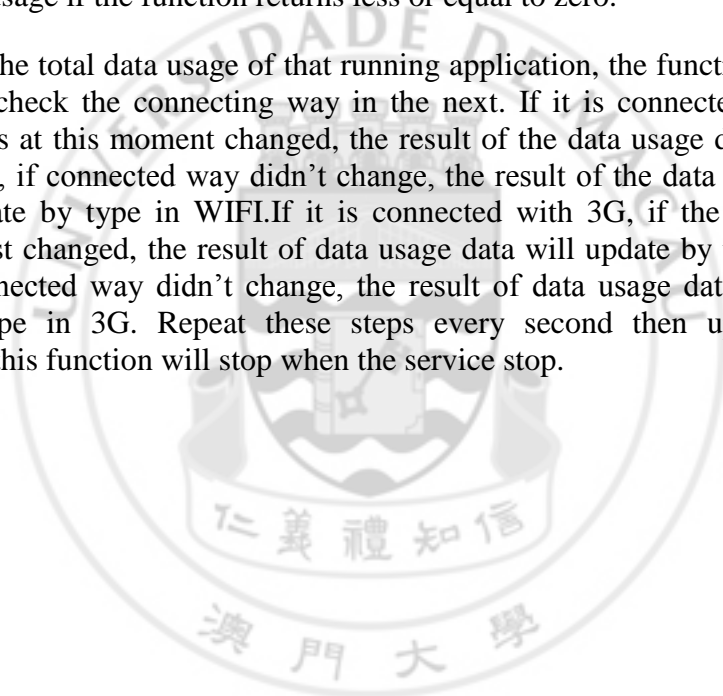 usage if the function returns less or equal to zero.
he total data usage of that running application, the functi
check the connecting way in the next. If it is connecte
s at this moment changed, the result of the data usage
, if connected way didn't change, the result of the data
ate by type in WIFI.If it is connected with 3G, if the
st changed, the result of data usage data will update by
nected way didn't change, the result of data usage dat
pe in 3G. Repeat these steps every second then u
this function will stop when the service stop.
UNIVERSIDADE DE MACAU
仁義禮知信
澳門大學